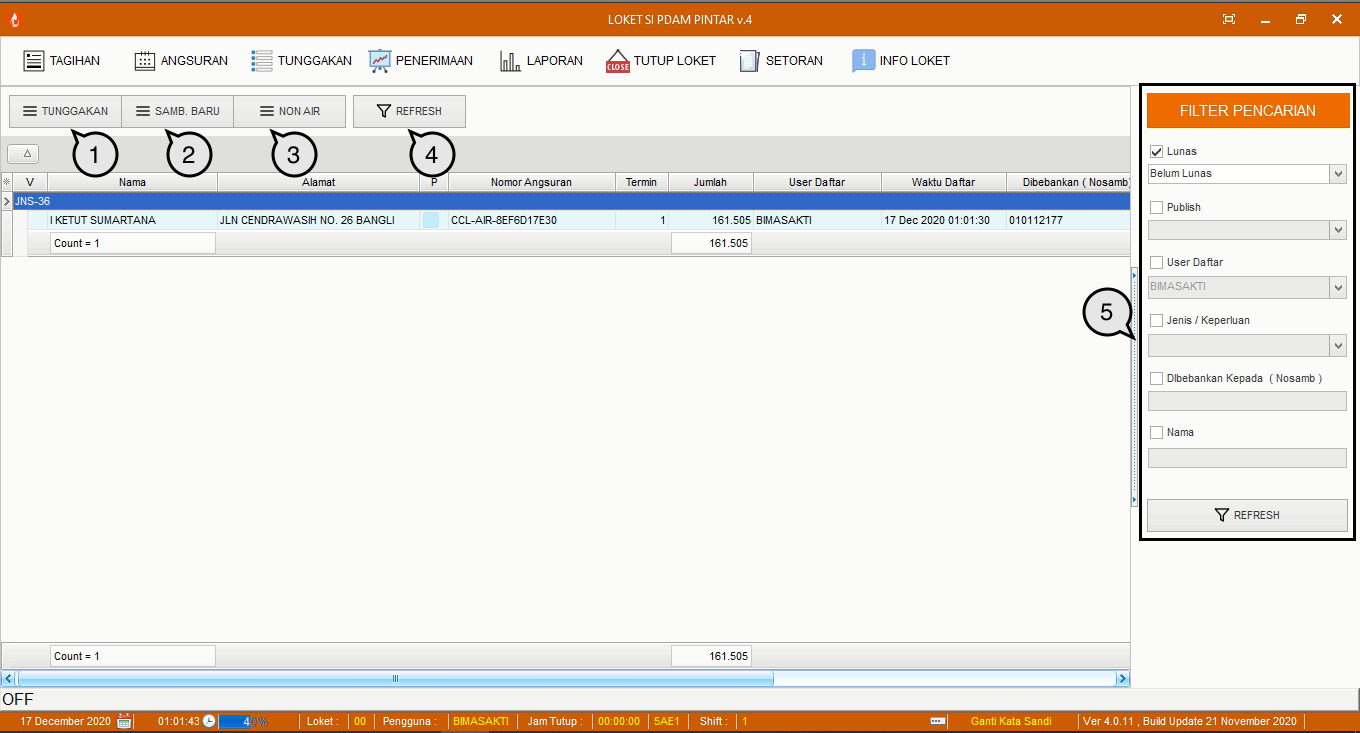 LOKET SI PDAM PINTAR v.4
TAGIHAN ANGSURAN TUNGGAKAN PENERIMAAN LAPORAN CLOSE TUTUP LOKET SETORAN i INFO LOKET
TUNGGAKAN SAMB. BARU NON AIR REFRESH
1 2 3 4
V Nama Alamat P Nomor Angsuran Termin Jumlah User Daftar Waktu Daftar Dibebankan ( Nosamb)
JNS-36
I KETUT SUMARTANA JLN CENDRAWASIH NO. 26 BANGLI CCL-AIR-8EF6D17E30 1 161.505 BIMASAKTI 17 Dec 2020 01:01:30 010112177
Count = 1 161.505
5
FILTER PENCARIAN
Lunas
Belum Lunas
Publish
User Daftar
BIMASAKTI
Jenis / Keperluan
DIbebankan Kepada ( Nosamb )
Nama
REFRESH
Count = 1 161.505
OFF
17 December 2020 01:01:43 40% Loket : 00 Pengguna : BIMASAKTI Jam Tutup : 00:00:00 5AE1 Shift : 1 Ganti Kata Sandi Ver 4.0.11 , Build Update 21 November 2020